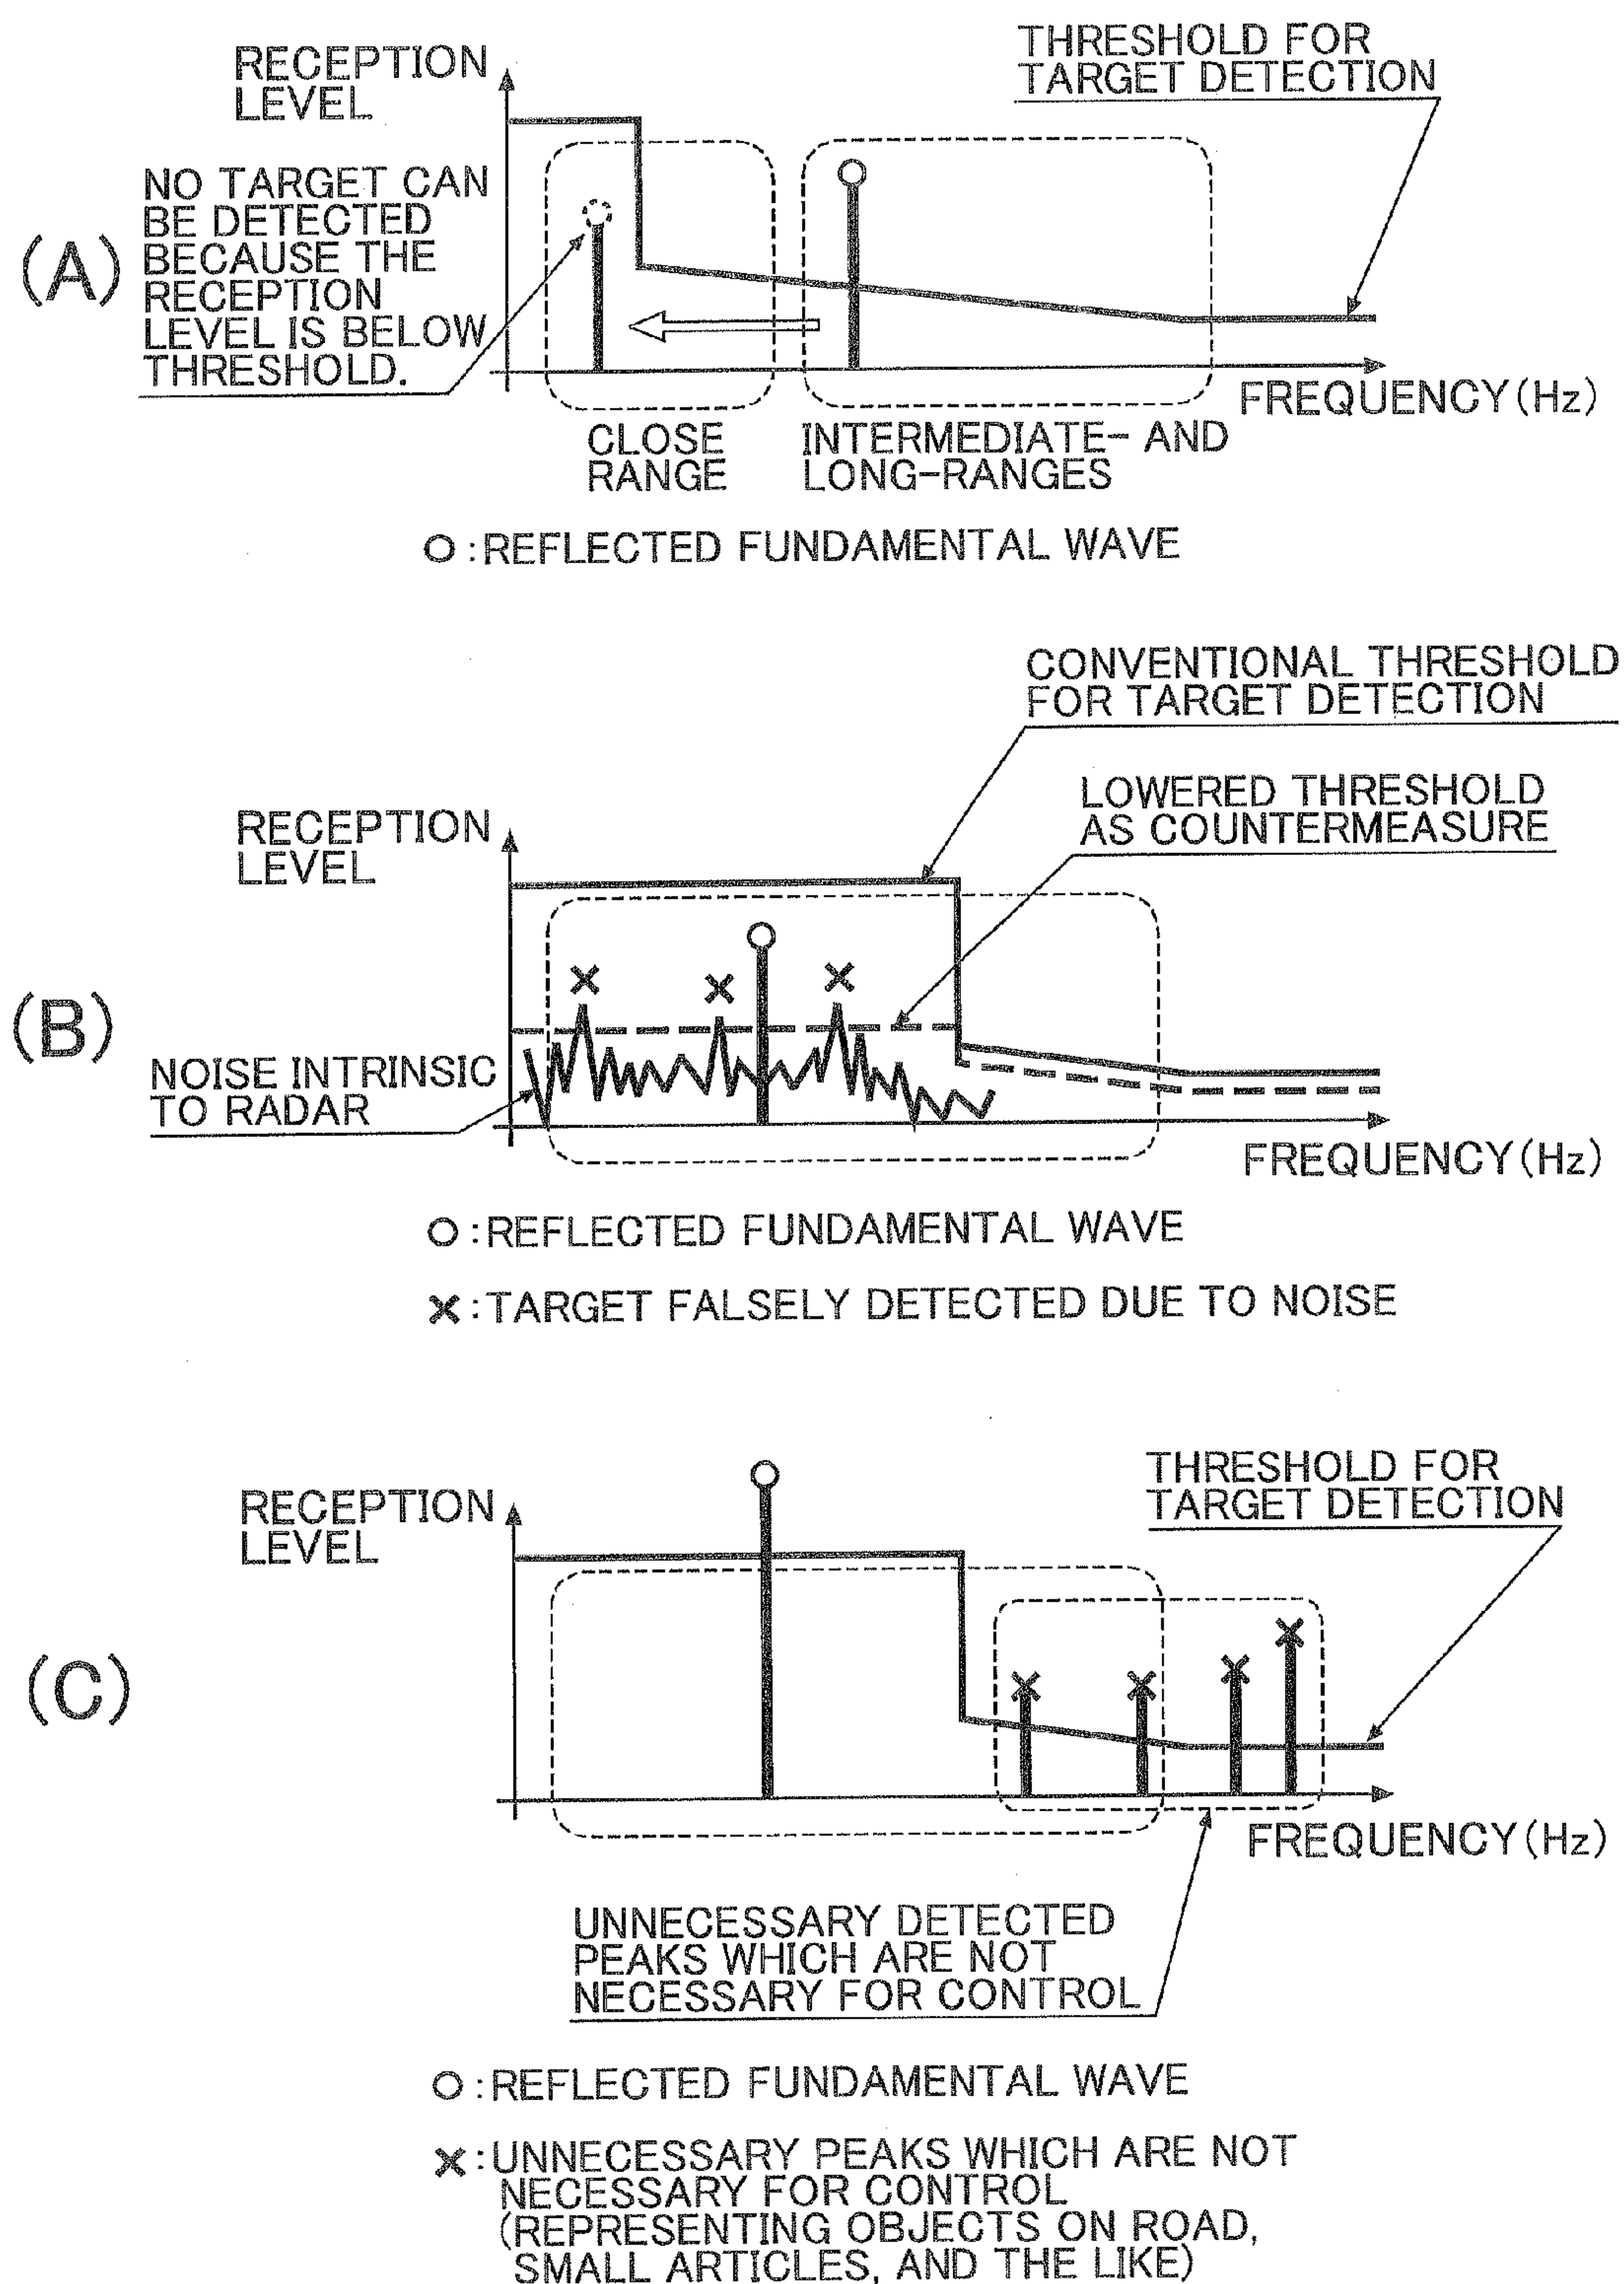 (A)
RECEPTION
LEVEL
THRESHOLD FOR
TARGET DETECTION
NO TARGET CAN
BE DETECTED
BECAUSE THE
RECEPTION
LEVEL IS BELOW
THRESHOLD.
FREQUENCY(Hz)
CLOSE
RANGE
INTERMEDIATE- AND
LONG-RANGES
O :REFLECTED FUNDAMENTAL WAVE
(B)
CONVENTIONAL THRESHOLD
FOR TARGET DETECTION
LOWERED THRESHOLD
AS COUNTERMEASURE
RECEPTION
LEVEL
NOISE INTRINSIC
TO RADAR
FREQUENCY(Hz)
O :REFLECTED FUNDAMENTAL WAVE
× :TARGET FALSELY DETECTED DUE TO NOISE
(C)
RECEPTION
LEVEL
THRESHOLD FOR
TARGET DETECTION
FREQUENCY(Hz)
UNNECESSARY DETECTED
PEAKS WHICH ARE NOT
NECESSARY FOR CONTROL
O :REFLECTED FUNDAMENTAL WAVE
× :UNNECESSARY PEAKS WHICH ARE NOT
NECESSARY FOR CONTROL
(REPRESENTING OBJECTS ON ROAD,
SMALL ARTICLES, AND THE LIKE)